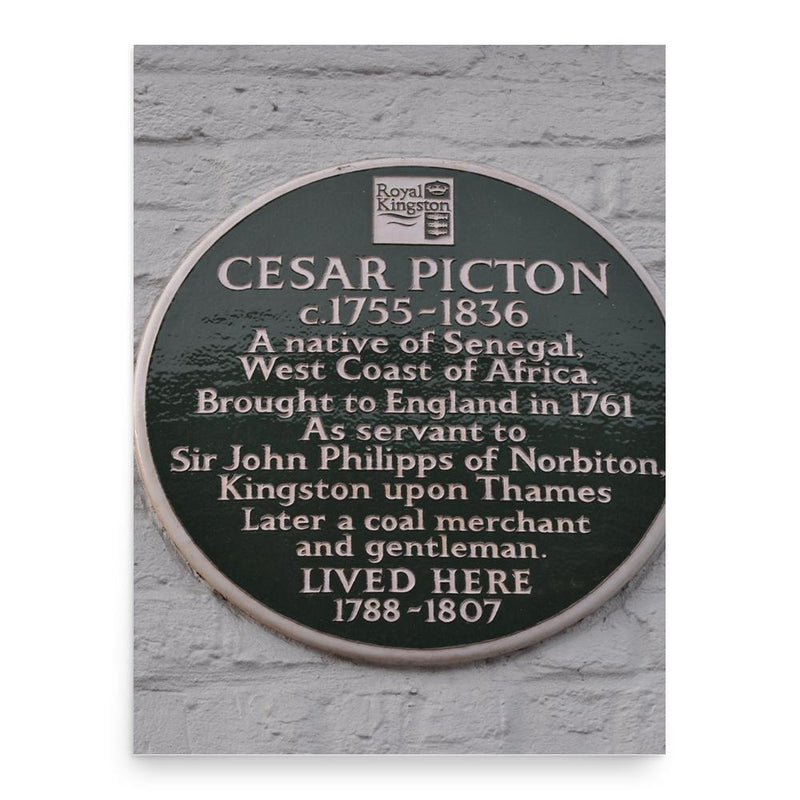 Royal
Kingston
CESAR PICTON
c.1755-1836
A native of Senegal,
West Coast of Africa.
Brought to England in 1761
As servant to
Sir John Philipps of Norbiton,
Kingston upon Thames
Later a coal merchant
and gentleman.
LIVED HERE
1788-1807